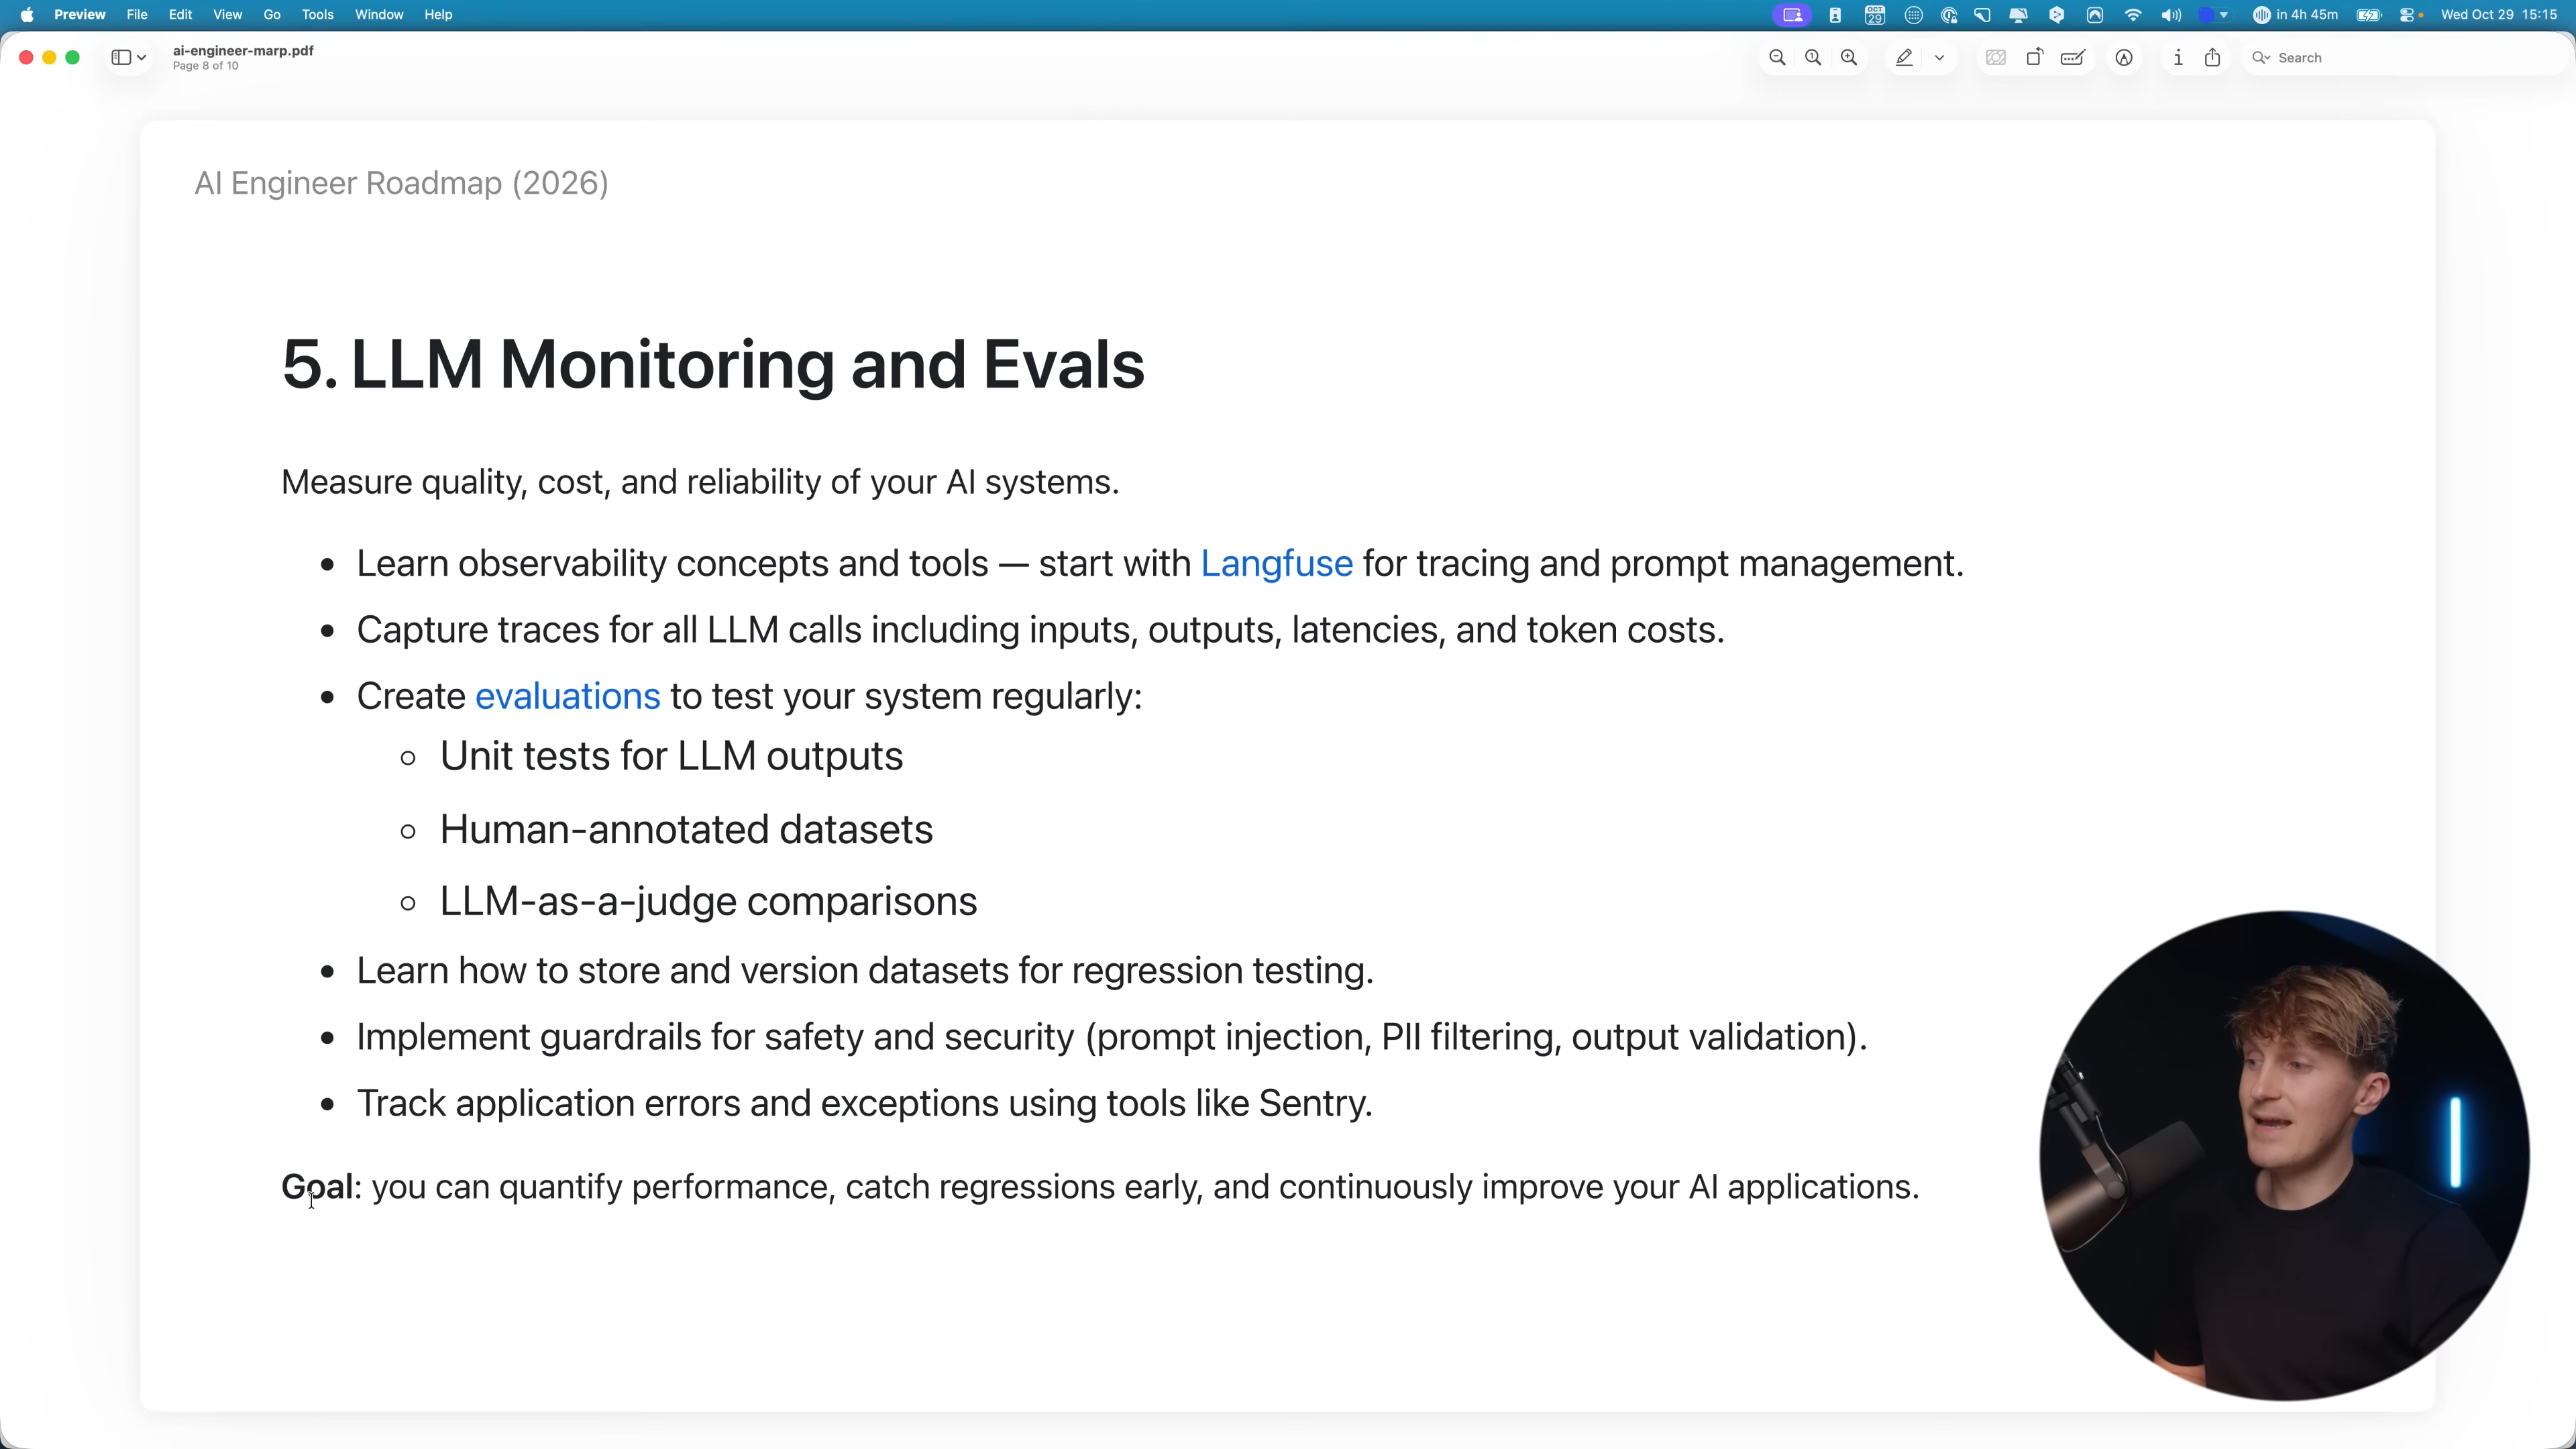 Preview File Edit View Go Tools Window Help
OCT
29
in 4h 45m
Wed Oct 29 15:15
ai-engineer-marp.pdf
Page 8 of 10
Search
AI Engineer Roadmap (2026)
5. LLM Monitoring and Evals
Measure quality, cost, and reliability of your AI systems.
• Learn observability concepts and tools — start with Langfuse for tracing and prompt management.
• Capture traces for all LLM calls including inputs, outputs, latencies, and token costs.
• Create evaluations to test your system regularly:
○ Unit tests for LLM outputs
○ Human-annotated datasets
○ LLM-as-a-judge comparisons
• Learn how to store and version datasets for regression testing.
• Implement guardrails for safety and security (prompt injection, PII filtering, output validation).
• Track application errors and exceptions using tools like Sentry.
Goal: you can quantify performance, catch regressions early, and continuously improve your AI applications.